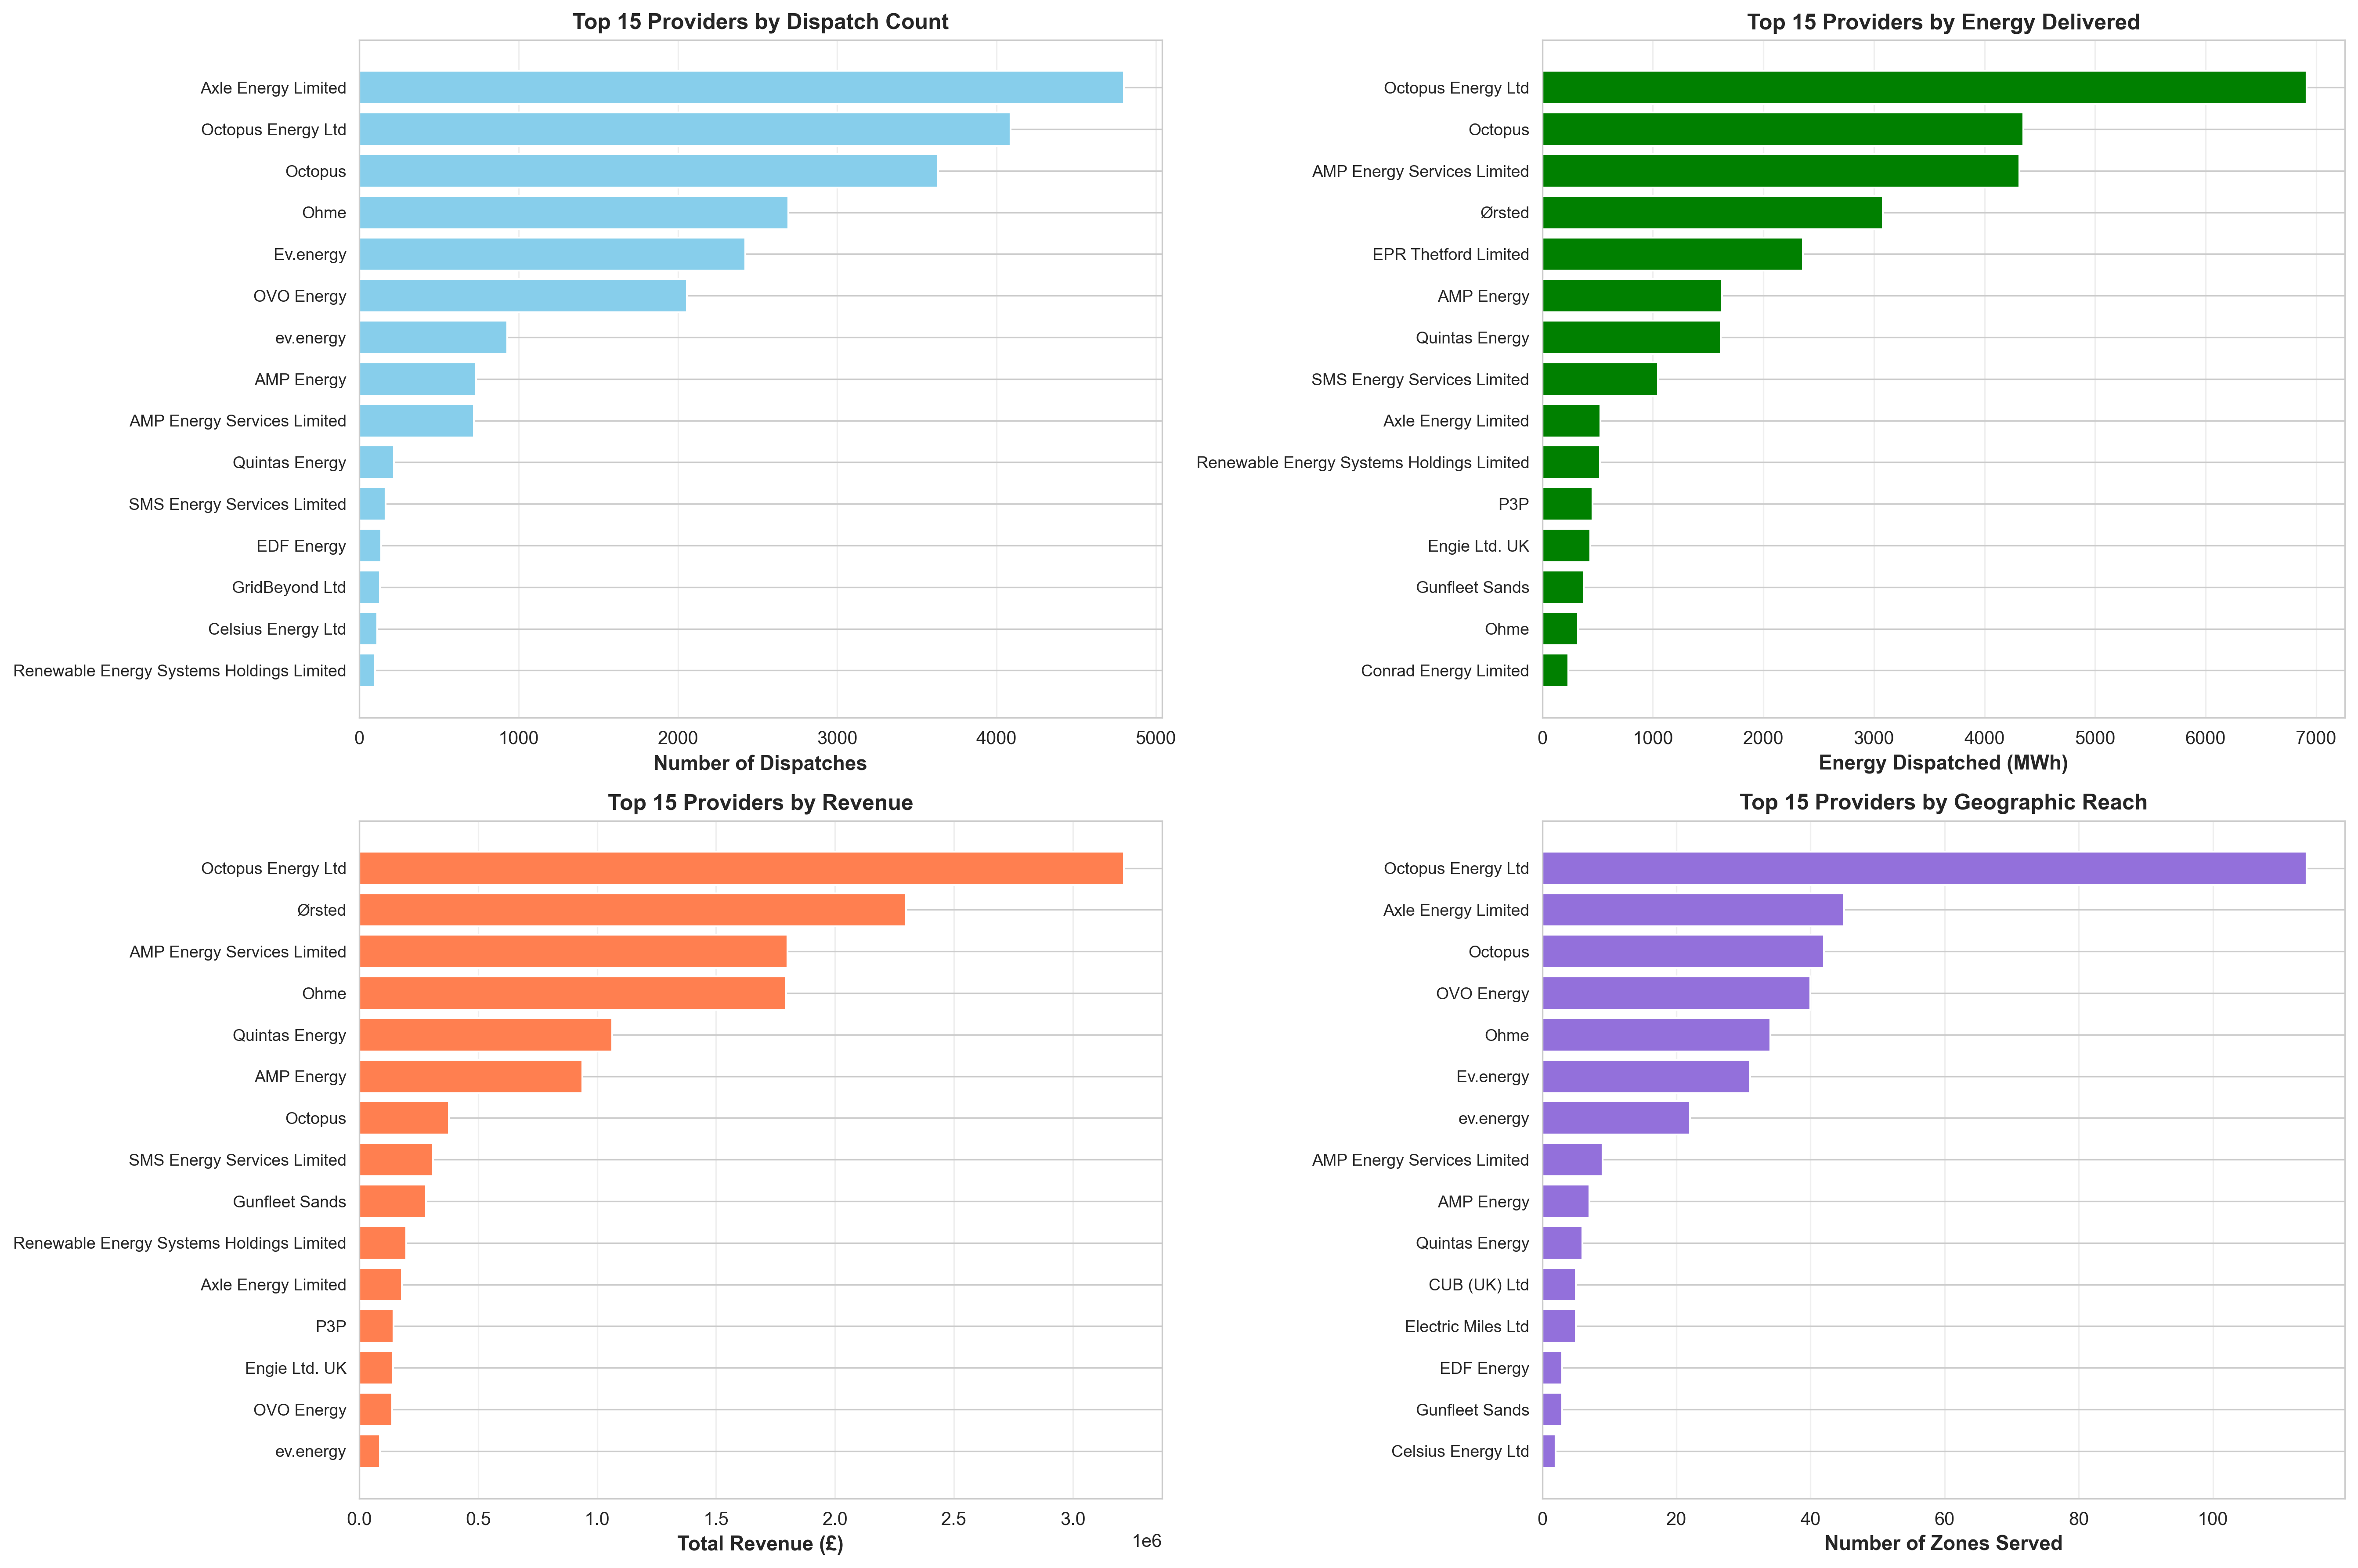 Top 15 Providers by Dispatch Count
Axle Energy Limited
Octopus Energy Ltd
Octopus
Ohme
Ev.energy
OVO Energy
ev.energy
AMP Energy
AMP Energy Services Limited
Quintas Energy
SMS Energy Services Limited
EDF Energy
GridBeyond Ltd
Celsius Energy Ltd
Renewable Energy Systems Holdings Limited
0 1000 2000 3000 4000 5000
Number of Dispatches
Top 15 Providers by Energy Delivered
Octopus Energy Ltd
Octopus
AMP Energy Services Limited
Ørsted
EPR Thetford Limited
AMP Energy
Quintas Energy
SMS Energy Services Limited
Axle Energy Limited
Renewable Energy Systems Holdings Limited
P3P
Engie Ltd. UK
Gunfleet Sands
Ohme
Conrad Energy Limited
0 1000 2000 3000 4000 5000 6000 7000
Energy Dispatched (MWh)
Top 15 Providers by Revenue
Octopus Energy Ltd
Ørsted
AMP Energy Services Limited
Ohme
Quintas Energy
AMP Energy
Octopus
SMS Energy Services Limited
Gunfleet Sands
Renewable Energy Systems Holdings Limited
Axle Energy Limited
P3P
Engie Ltd. UK
OVO Energy
ev.energy
0.0 0.5 1.0 1.5 2.0 2.5 3.0
1e6
Total Revenue (£)
Top 15 Providers by Geographic Reach
Octopus Energy Ltd
Axle Energy Limited
Octopus
OVO Energy
Ohme
Ev.energy
ev.energy
AMP Energy Services Limited
AMP Energy
Quintas Energy
CUB (UK) Ltd
Electric Miles Ltd
EDF Energy
Gunfleet Sands
Celsius Energy Ltd
0 20 40 60 80 100
Number of Zones Served